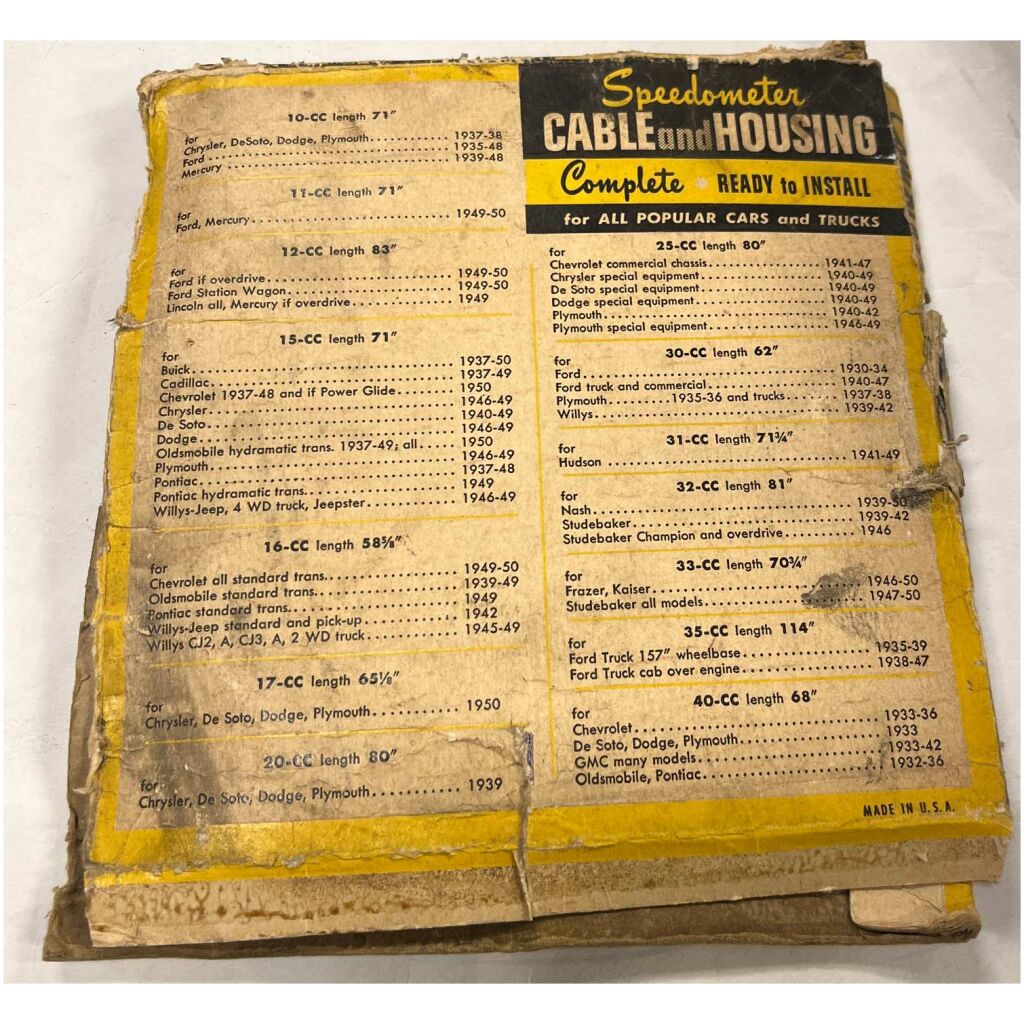 10-CC length 71"
for
Chrysler, DeSoto, Dodge, Plymouth.............. 1937-38
Ford............................................ 1935-48
Mercury......................................... 1939-48
11-CC length 71"
for
Ford, Mercury................................... 1949-50
12-CC length 83"
for
Ford if overdrive............................... 1949-50
Ford Station Wagon.............................. 1949-50
Lincoln all, Mercury if overdrive............... 1949
15-CC length 71"
for
Buick........................................... 1937-50
Cadillac........................................ 1937-49
Chevrolet 1937-48 and if Power Glide...... 1950
Chrysler........................................ 1946-49
De Soto......................................... 1940-49
Dodge........................................... 1946-49
Oldsmobile hydramatic trans. 1937-49; all..... 1950
Plymouth........................................ 1946-49
Pontiac......................................... 1937-48
Pontiac hydramatic trans........................ 1949
Willys-Jeep, 4 WD truck, Jeepster............. 1946-49
16-CC length 58⅝"
for
Chevrolet all standard trans.................... 1949-50
Oldsmobile standard trans....................... 1939-49
Pontiac standard trans.......................... 1949
Willys-Jeep standard and pick-up................ 1942
Willys CJ2, A, CJ3, A, 2 WD truck............. 1945-49
17-CC length 65⅛"
for
Chrysler, De Soto, Dodge, Plymouth............ 1950
20-CC length 80"
for
Chrysler, De Soto, Dodge, Plymouth............ 1939
Speedometer
CABLE and HOUSING
Complete * READY to INSTALL
for ALL POPULAR CARS and TRUCKS
25-CC length 80"
for
Chevrolet commercial chassis.................... 1941-47
Chrysler special equipment...................... 1940-49
De Soto special equipment....................... 1940-49
Dodge special equipment......................... 1940-49
Plymouth........................................ 1940-42
Plymouth special equipment...................... 1946-49
30-CC length 62"
for
Ford............................................ 1930-34
Ford truck and commercial....................... 1940-47
Plymouth..........1935-36 and trucks........ 1937-38
Willys.......................................... 1939-42
31-CC length 71¾"
for
Hudson.......................................... 1941-49
32-CC length 81"
for
Nash............................................ 1939-50
Studebaker...................................... 1939-42
Studebaker Champion and overdrive............. 1946
33-CC length 70¾"
for
Frazer, Kaiser.................................. 1946-50
Studebaker all models........................... 1947-50
35-CC length 114"
for
Ford Truck 157" wheelbase....................... 1935-39
Ford Truck cab over engine...................... 1938-47
40-CC length 68"
for
Chevrolet....................................... 1933-36
De Soto, Dodge, Plymouth........................ 1933
GMC many models................................. 1933-42
Oldsmobile, Pontiac............................. 1932-36
MADE IN U.S.A.